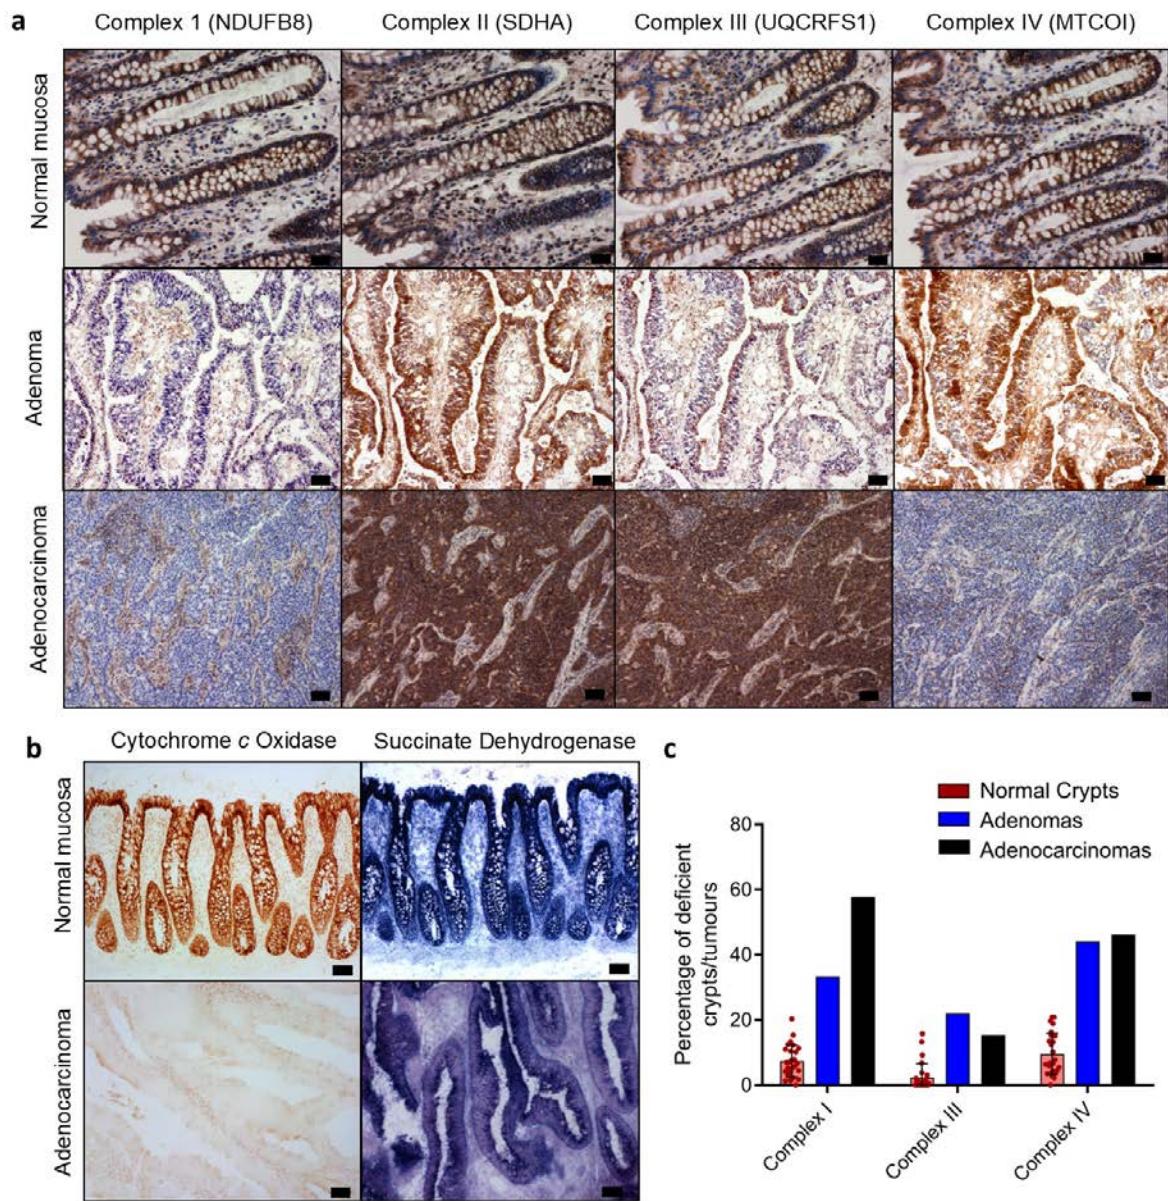 a
Complex 1 (NDUFB8)
Complex II (SDHA)
Complex III (UQCRFS1)
Complex IV (MTCOI)
Normal mucosa
Adenoma
Adenocarcinoma
b
Cytochrome c Oxidase
Succinate Dehydrogenase
Normal mucosa
Adenocarcinoma
c
Normal Crypts
Adenomas
Adenocarcinomas
Percentage of deficient
crypts/tumours
80
60
40
20
0
Complex I
Complex III
Complex IV